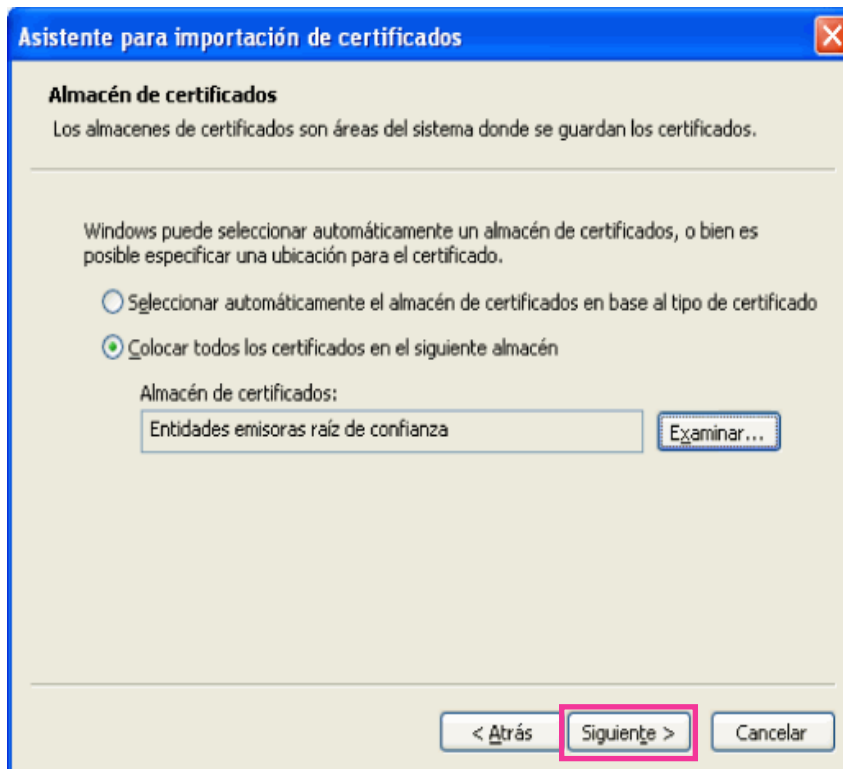 Asistente para importación de certificados
Almacén de certificados
Los almacenes de certificados son áreas del sistema donde se guardan los certificados.
Windows puede seleccionar automáticamente un almacén de certificados, o bien es
posible especificar una ubicación para el certificado.
Seleccionar automáticamente el almacén de certificados en base al tipo de certificado
Colocar todos los certificados en el siguiente almacén
Almacén de certificados:
Entidades emisoras raíz de confianza
Examinar...
< Atrás
Siguiente >
Cancelar